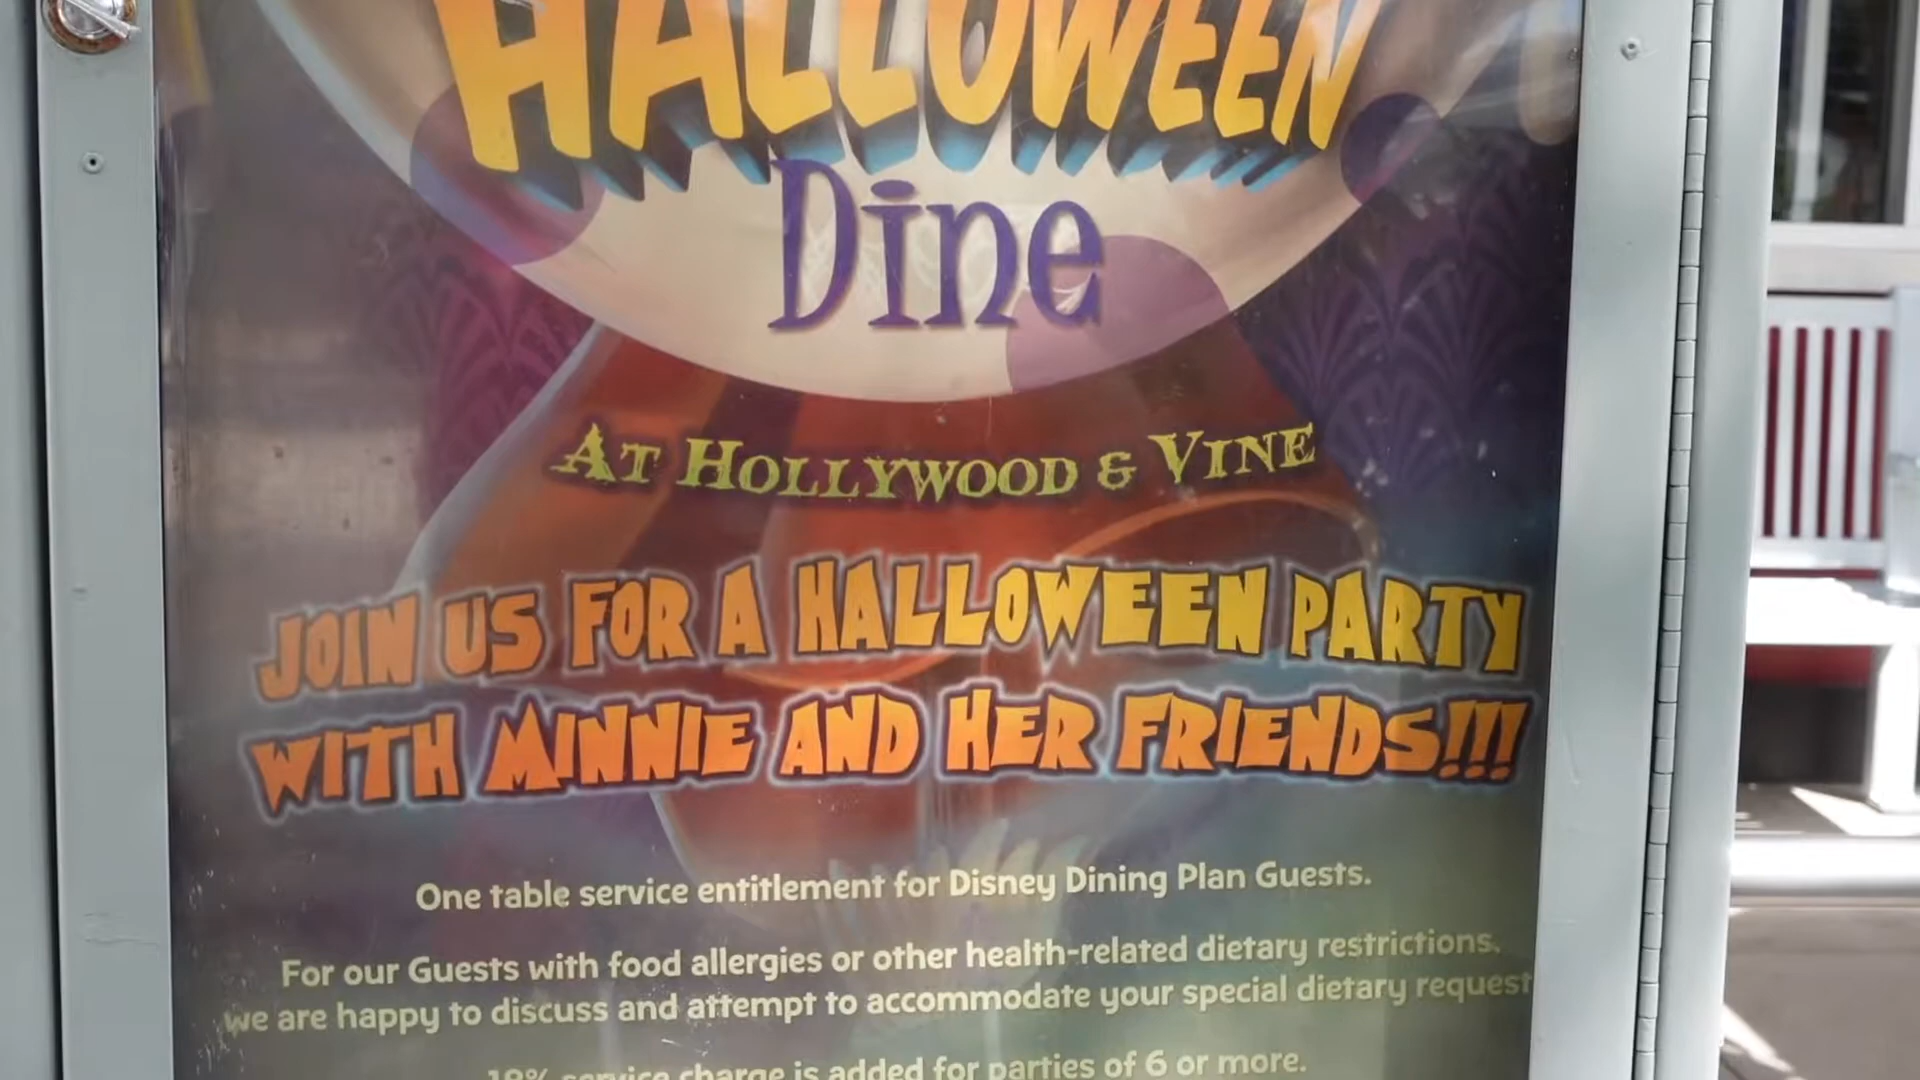 HALLOWEEN
Dine
AT HOLLYWOOD & VINE
JOIN US FOR A HALLOWEEN PARTY
WITH MINNIE AND HER FRIENDS!!!
One table service entitlement for Disney Dining Plan Guests.
For our Guests with food allergies or other health-related dietary restrictions,
we are happy to discuss and attempt to accommodate your special dietary request
18% service charge is added for parties of 6 or more.